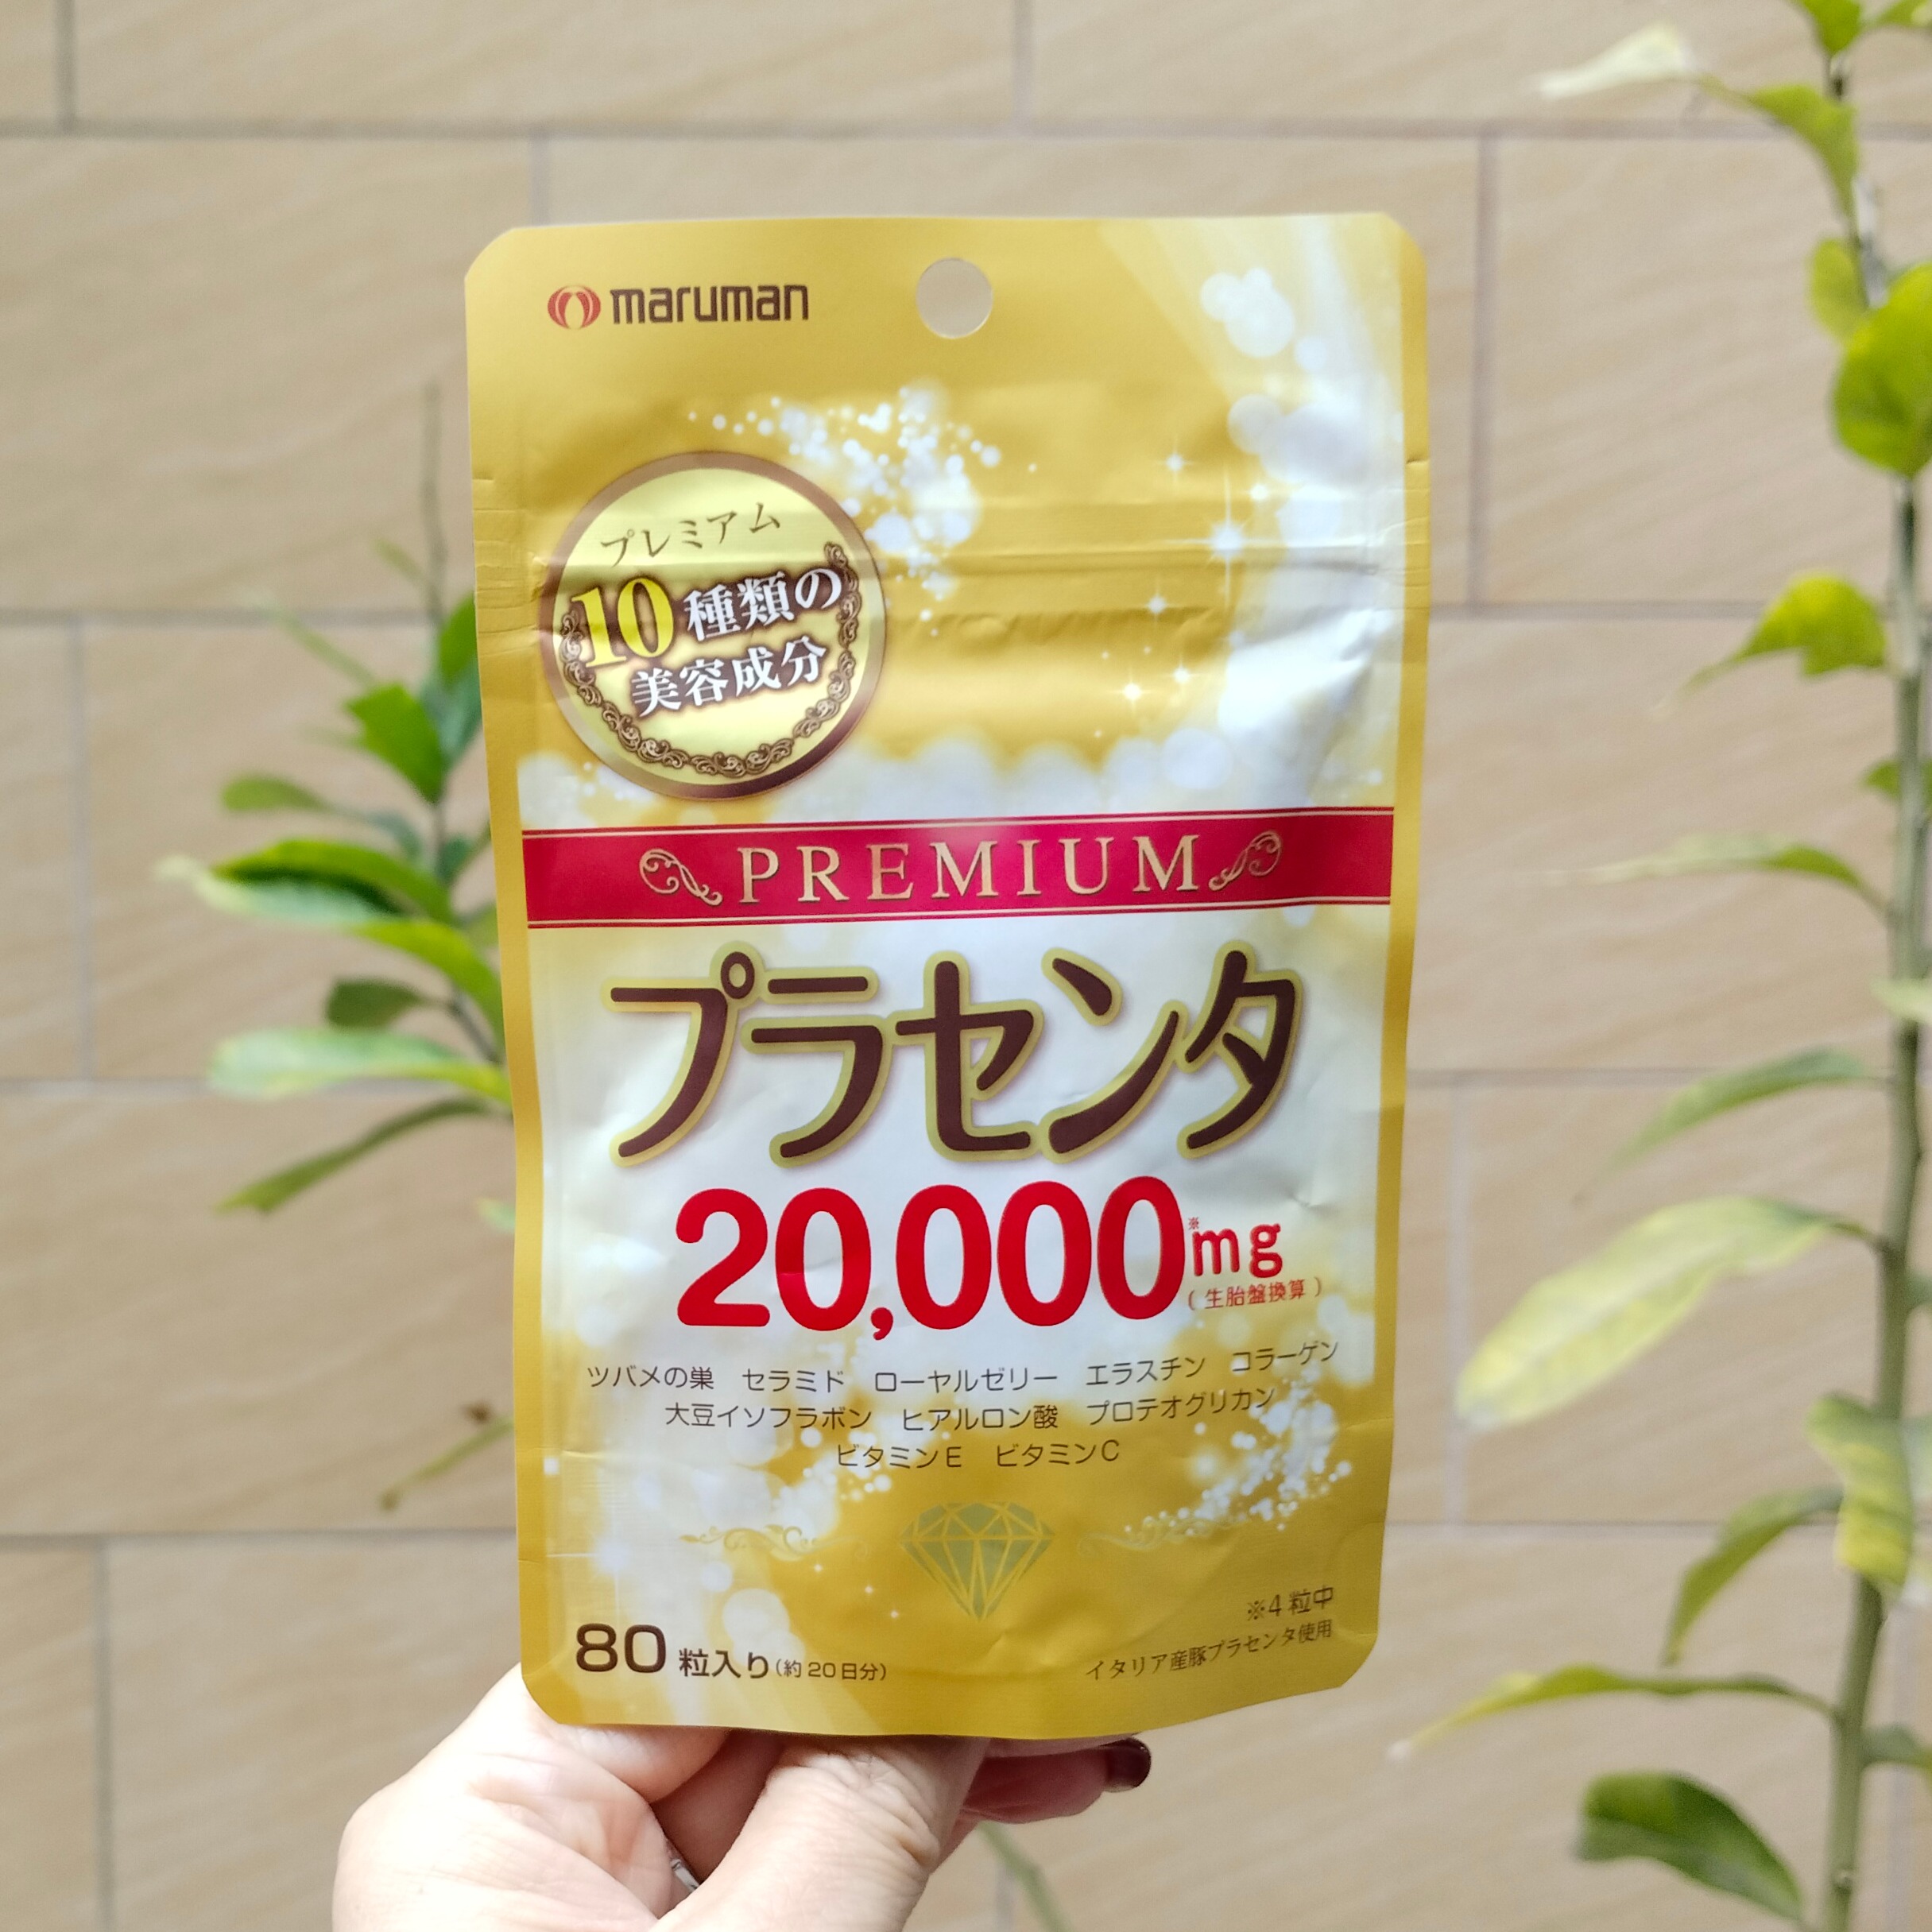 maruman
プレミアム
10種類の
美容成分
PREMIUM
プラセンタ
20,000※mg
(生胎盤換算)
ツバメの巣 セラミド ローヤルゼリー エラスチン コラーゲン
大豆イソフラボン ヒアルロン酸 プロテオグリカン
ビタミンE ビタミンC
80粒入り(約20日分)
※4粒中
イタリア産豚プラセンタ使用